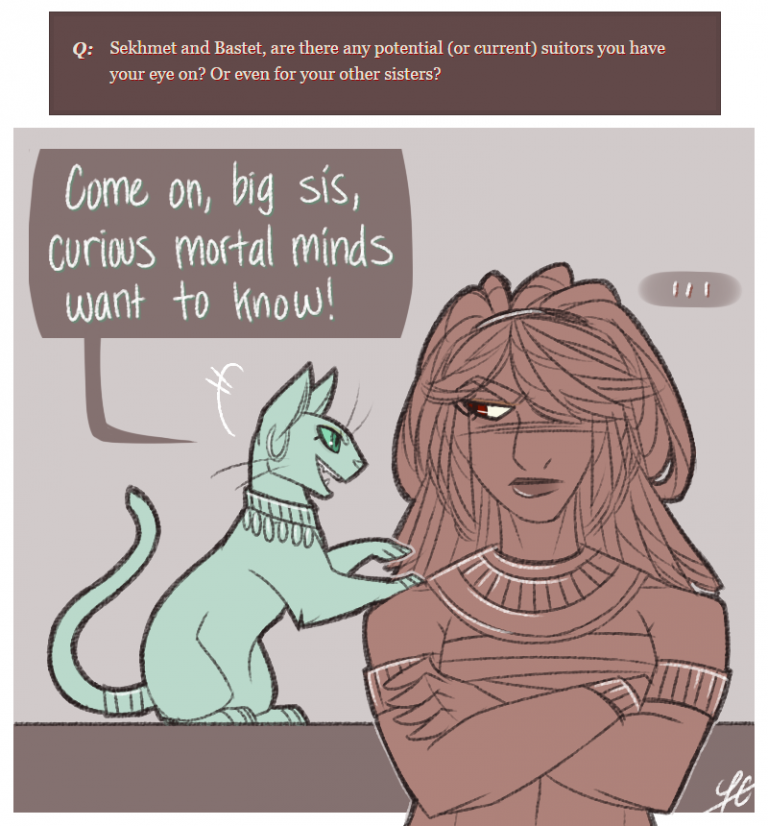 Q: Sekhmet and Bastet, are there any potential (or current) suitors you have
your eye on? Or even for your other sisters?
Come on, big sis,
curious mortal minds
want to know!